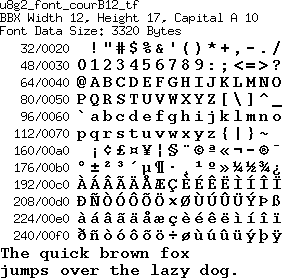 u8g2_font_courB12_tf
BBX Width 12, Height 17, Capital A 10
Font Data Size: 3320 Bytes
32/0020 ! " # $ % & ' ( ) * + , - . /
48/0030 0 1 2 3 4 5 6 7 8 9 : ; < = > ?
64/0040 @ A B C D E F G H I J K L M N O
80/0050 P Q R S T U V W X Y Z [ \ ] ^ _
96/0060 ` a b c d e f g h i j k l m n o
112/0070 p q r s t u v w x y z { | } ~
160/00a0 ¡ ¢ £ ¤ ¥ ¦ § ¨ © ª « ¬ - ® ¯
176/00b0 ° ± ² ³ ´ µ ¶ · ¸ ¹ º » ¼ ½ ¾ ¿
192/00c0 À Á Â Ã Ä Å Æ Ç È É Ê Ë Ì Í Î Ï
208/00d0 Ð Ñ Ò Ó Ô Õ Ö × Ø Ù Ú Û Ü Ý Þ ß
224/00e0 à á â ã ä å æ ç è é ê ë ì í î ï
240/00f0 ð ñ ò ó ô õ ö ÷ ø ù ú û ü ý þ ÿ
The quick brown fox
jumps over the lazy dog.